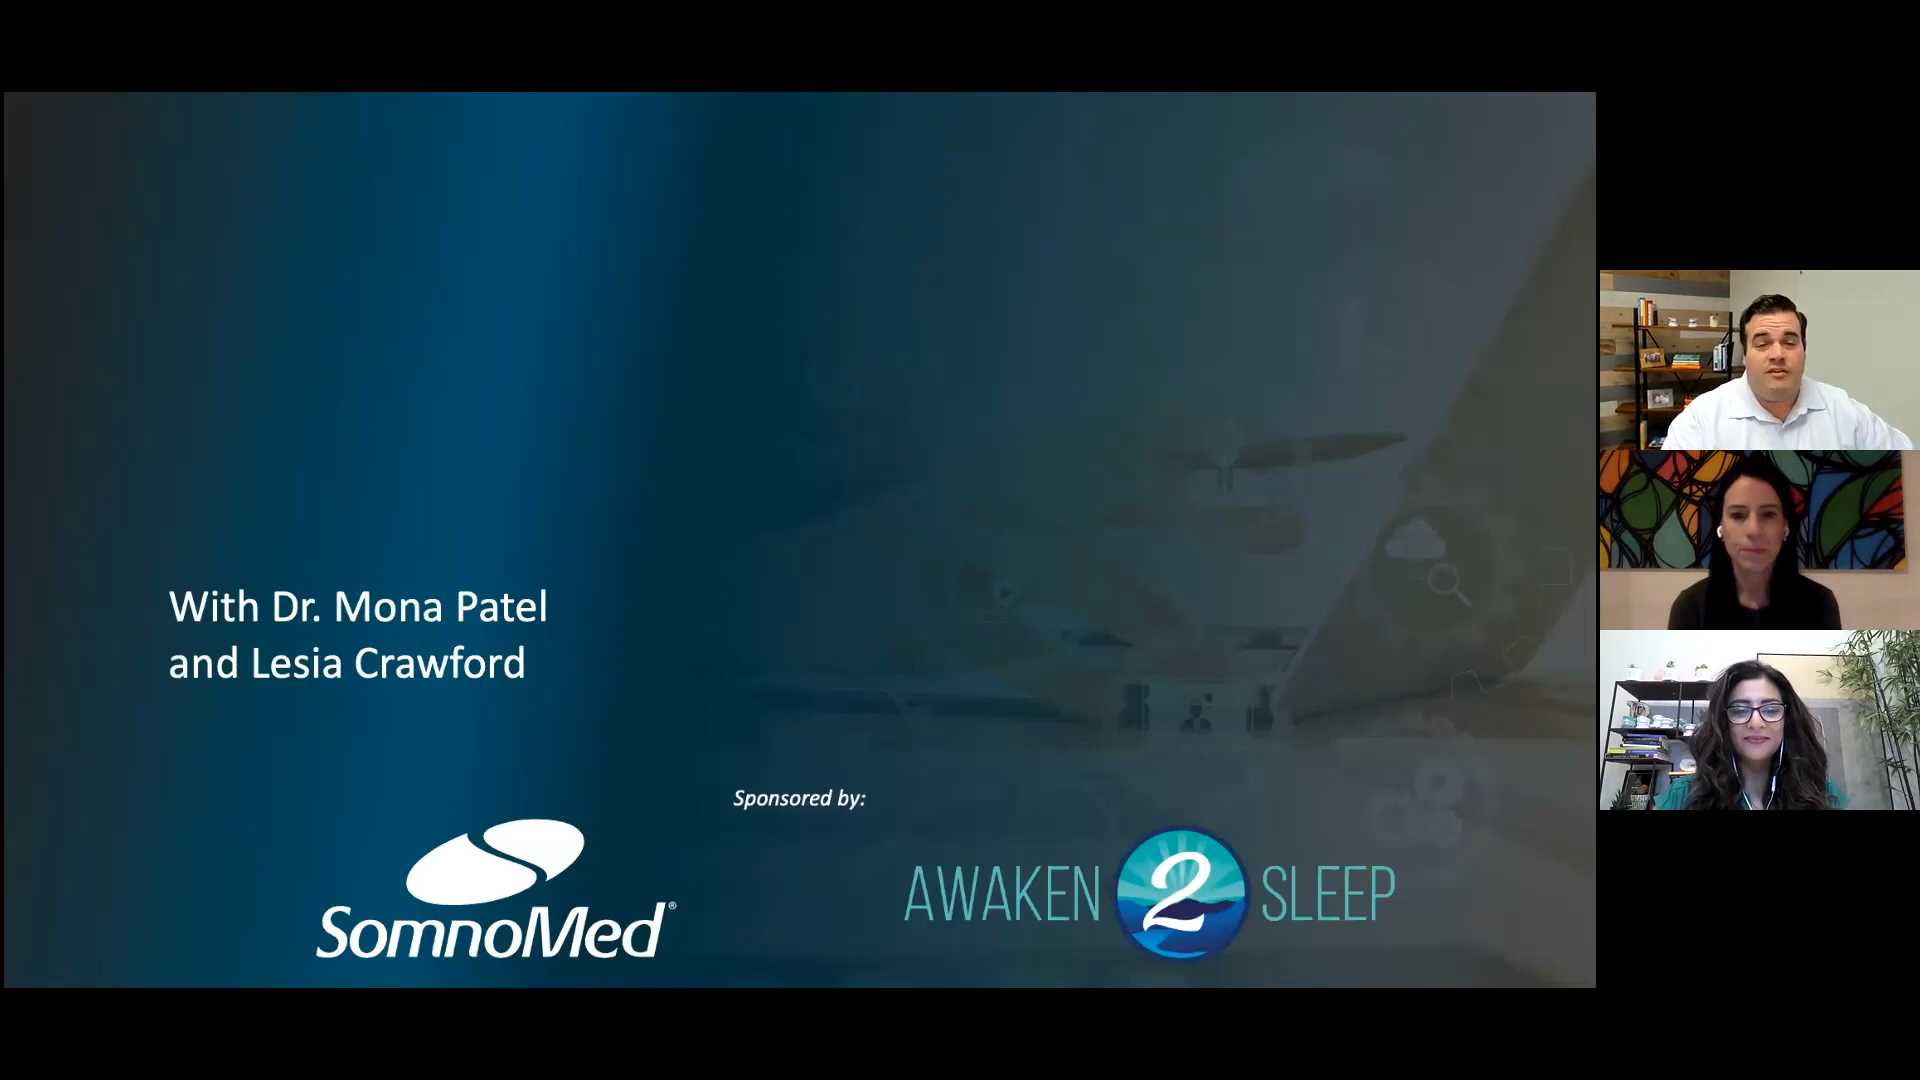 With Dr. Mona Patel
and Lesia Crawford
Sponsored by:
SomnoMed®
AWAKEN 2 SLEEP